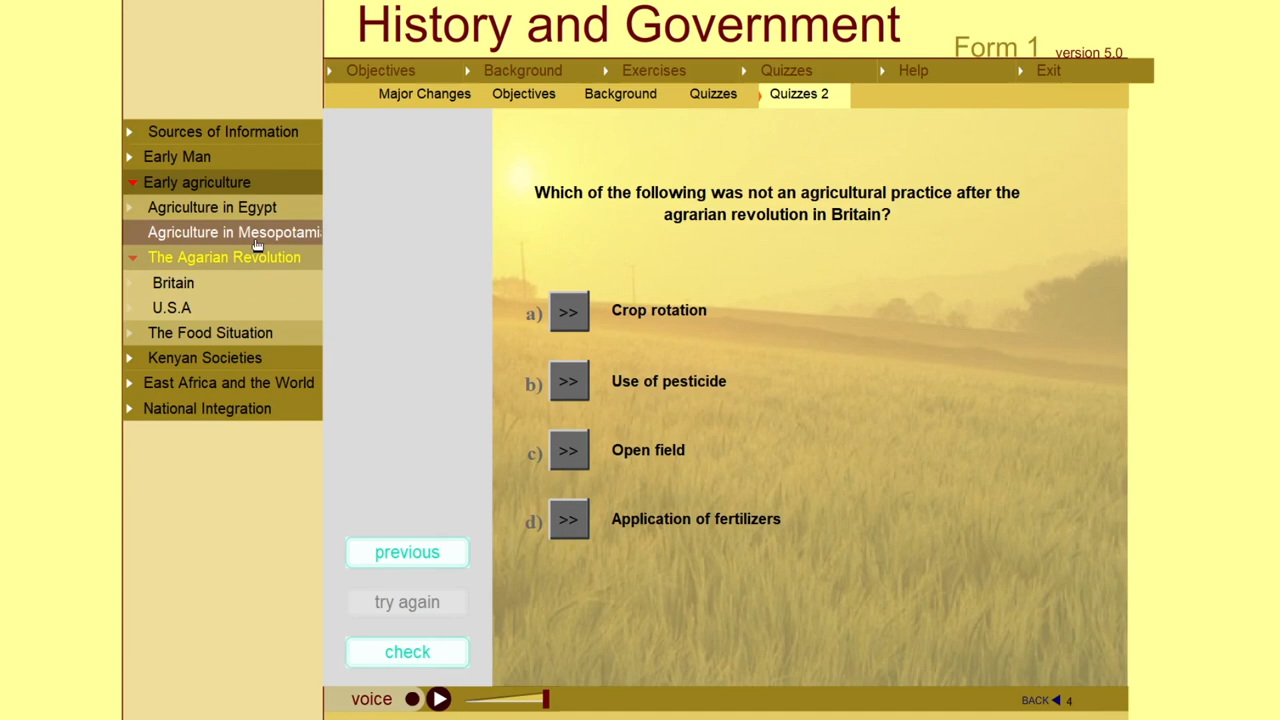 History and Government
Form 1 version 5.0
Objectives Background Exercises Quizzes Help Exit
Major Changes Objectives Background Quizzes Quizzes 2
Sources of Information
Early Man
Early agriculture
Agriculture in Egypt
Agriculture in Mesopotami
The Agarian Revolution
Britain
U.S.A
The Food Situation
Kenyan Societies
East Africa and the World
National Integration
Which of the following was not an agricultural practice after the
agrarian revolution in Britain?
a) >> Crop rotation
b) >> Use of pesticide
c) >> Open field
d) >> Application of fertilizers
previous
try again
check
voice
BACK 4